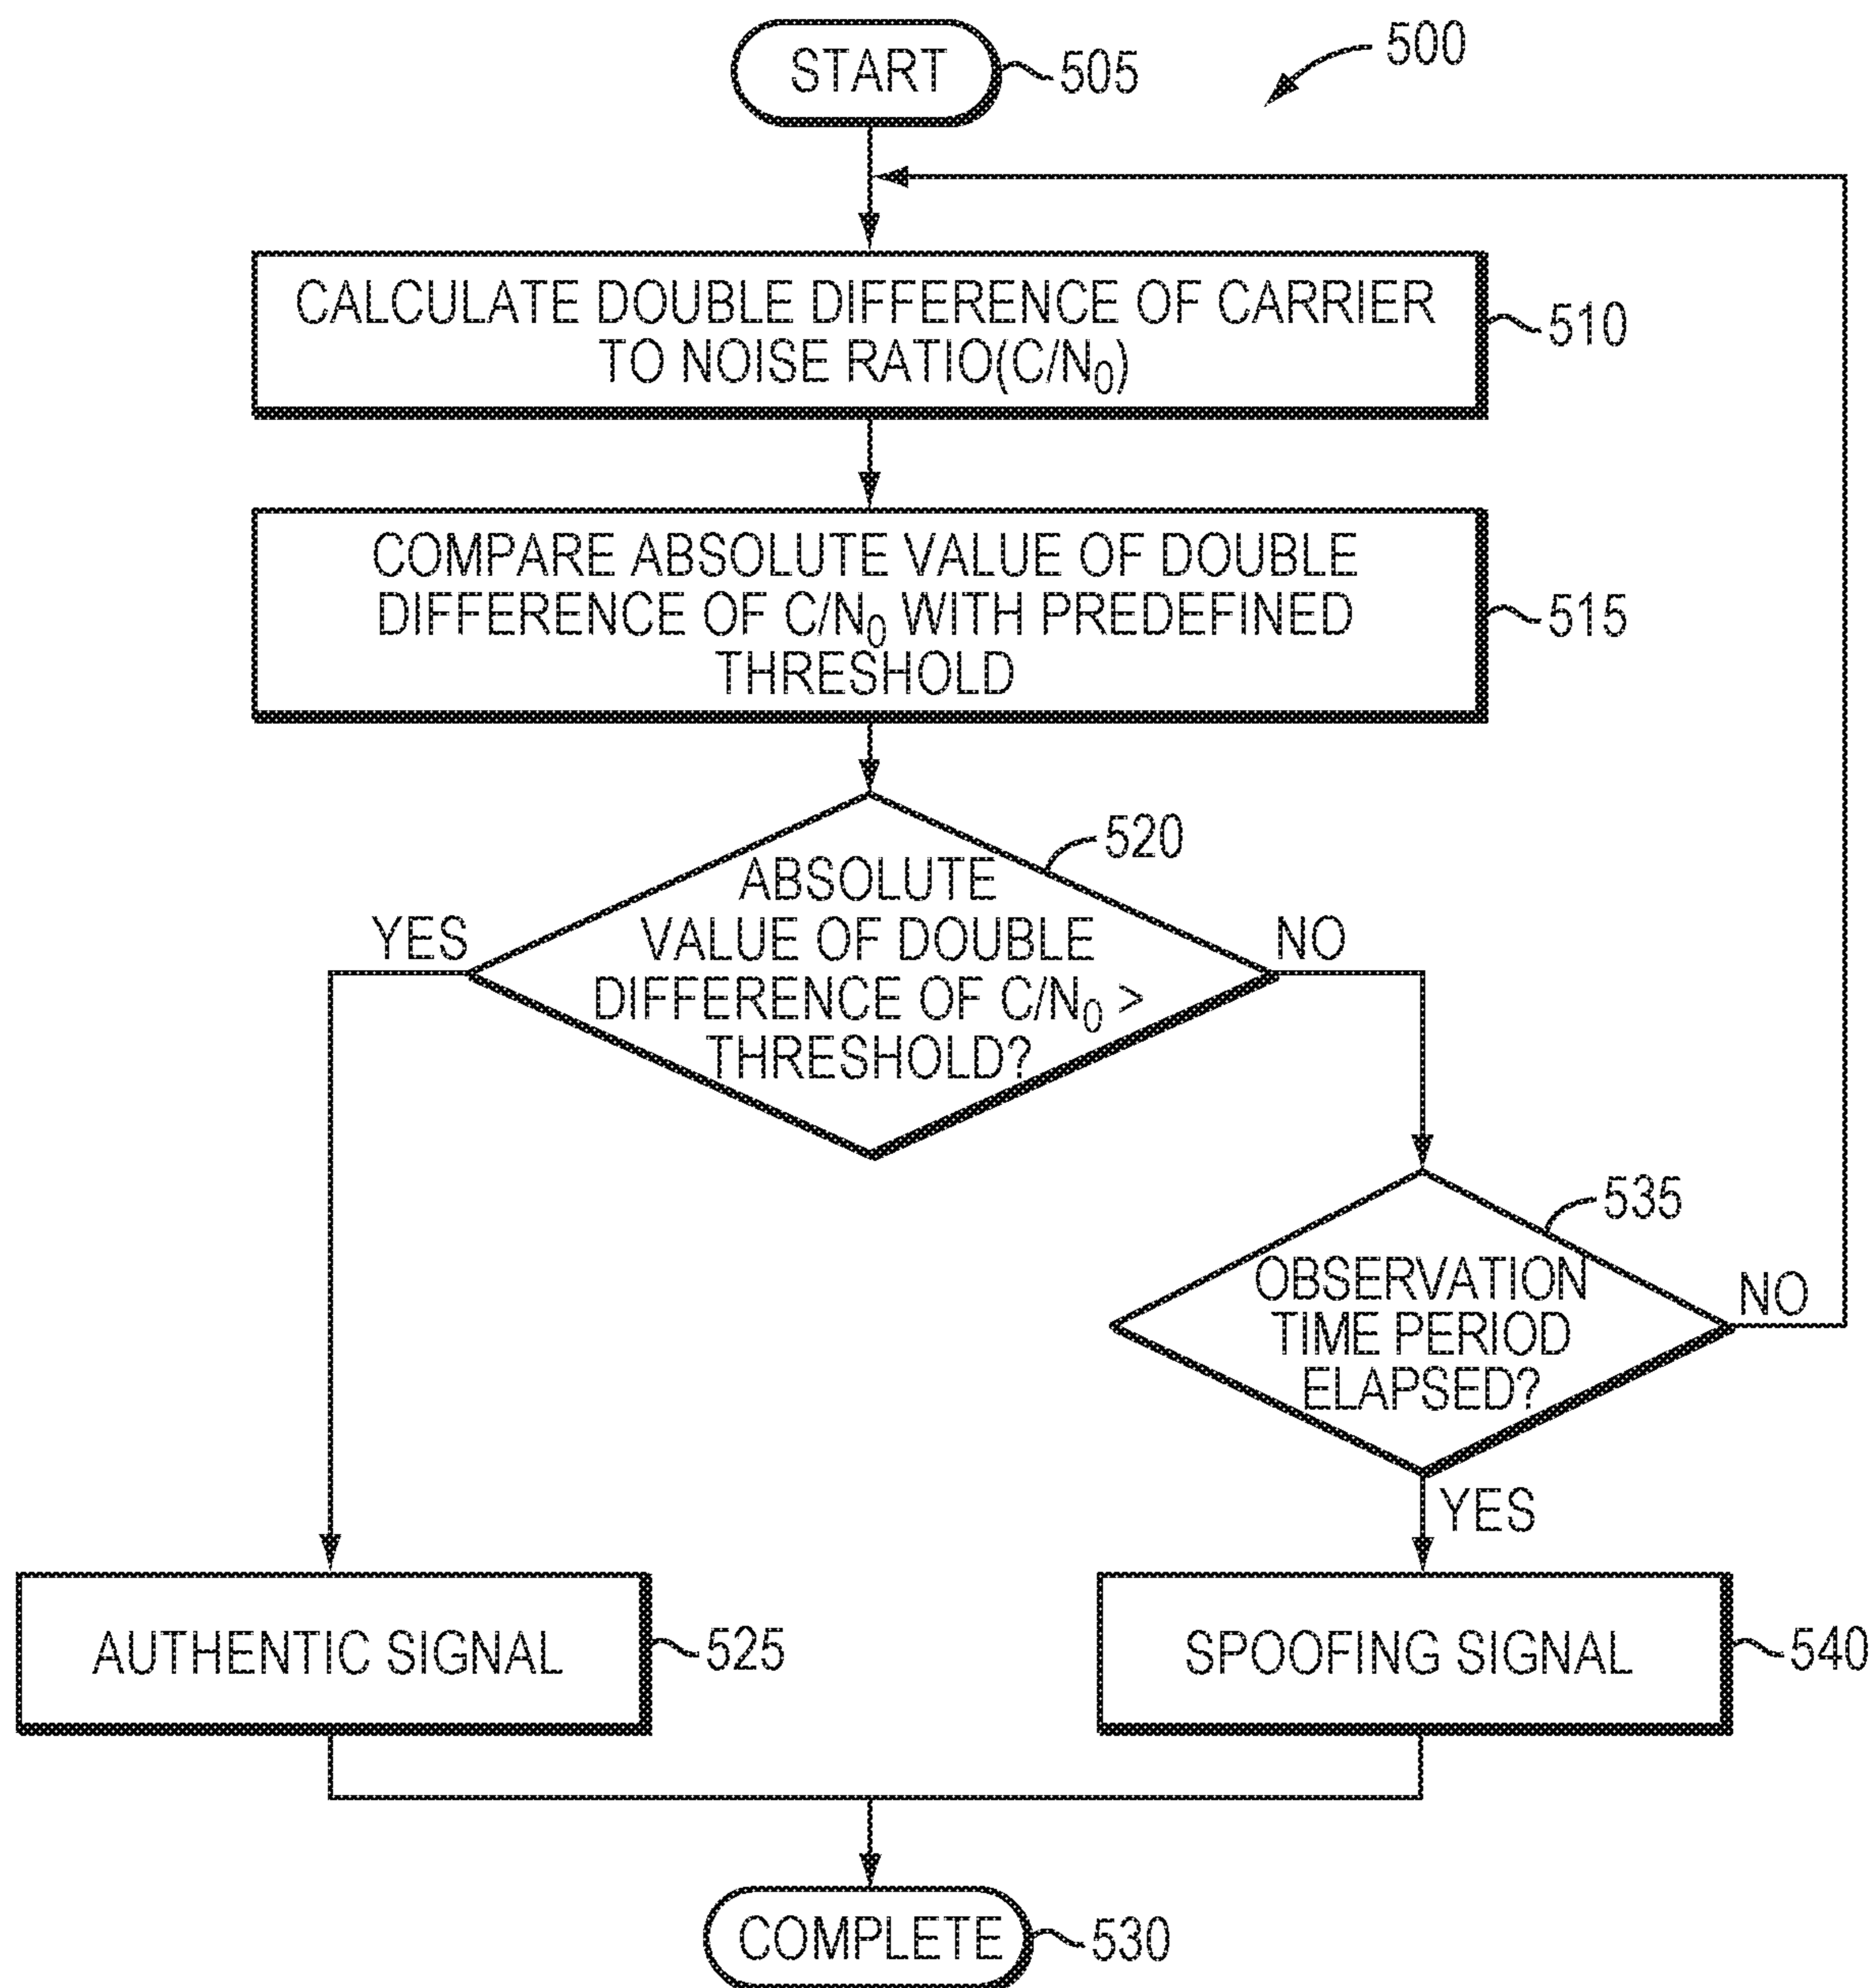 START
505
500
CALCULATE DOUBLE DIFFERENCE OF CARRIER
TO NOISE RATIO(C/N0)
510
COMPARE ABSOLUTE VALUE OF DOUBLE
DIFFERENCE OF C/N0 WITH PREDEFINED
THRESHOLD
515
520
ABSOLUTE
VALUE OF DOUBLE
DIFFERENCE OF C/N0 >
THRESHOLD?
YES
NO
535
OBSERVATION
TIME PERIOD
ELAPSED?
NO
YES
AUTHENTIC SIGNAL
525
SPOOFING SIGNAL
540
COMPLETE
530